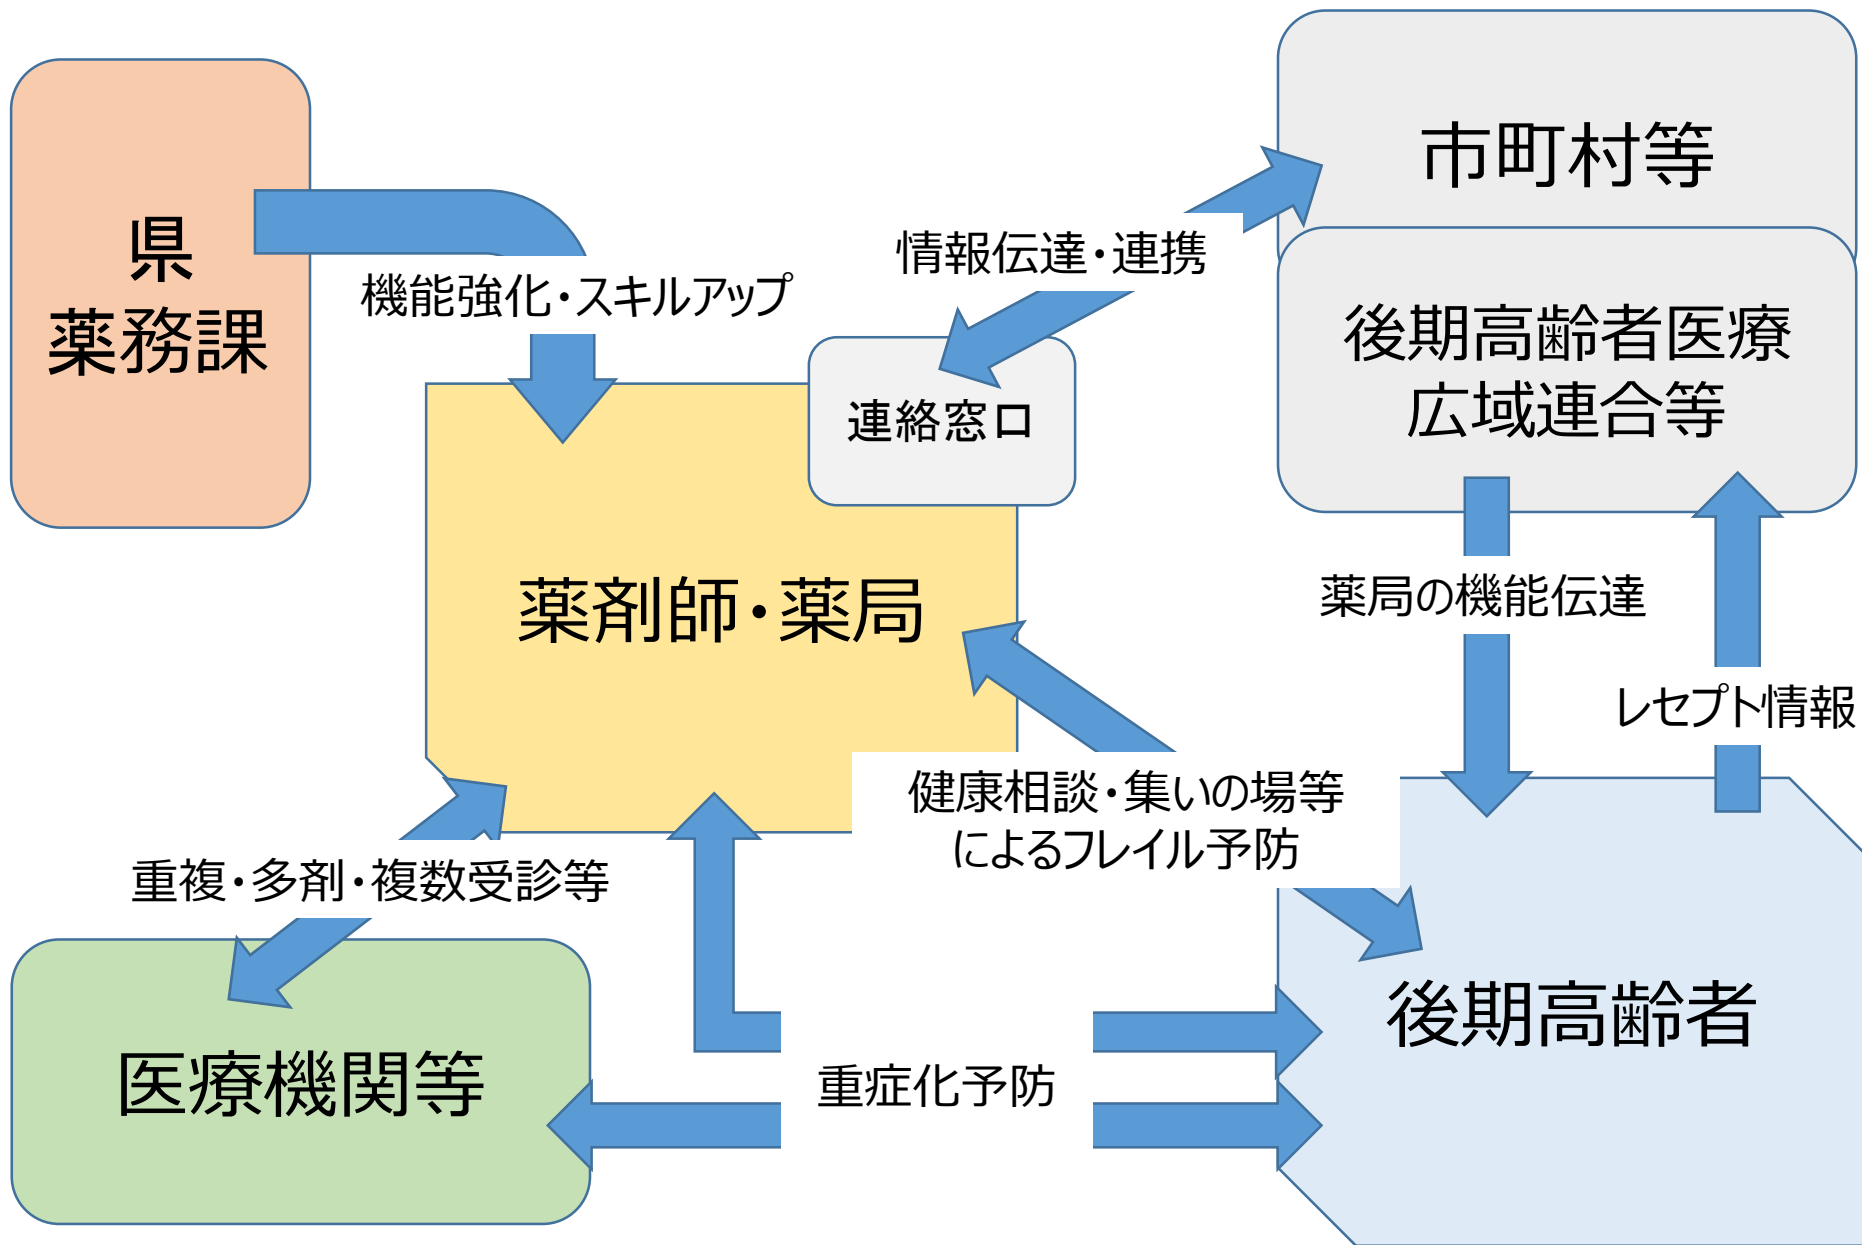 県
薬務課
機能強化・スキルアップ
情報伝達・連携
市町村等
後期高齢者医療
広域連合等
連絡窓口
薬剤師・薬局
薬局の機能伝達
レセプト情報
健康相談・集いの場等
によるフレイル予防
重複・多剤・複数受診等
後期高齢者
医療機関等
重症化予防